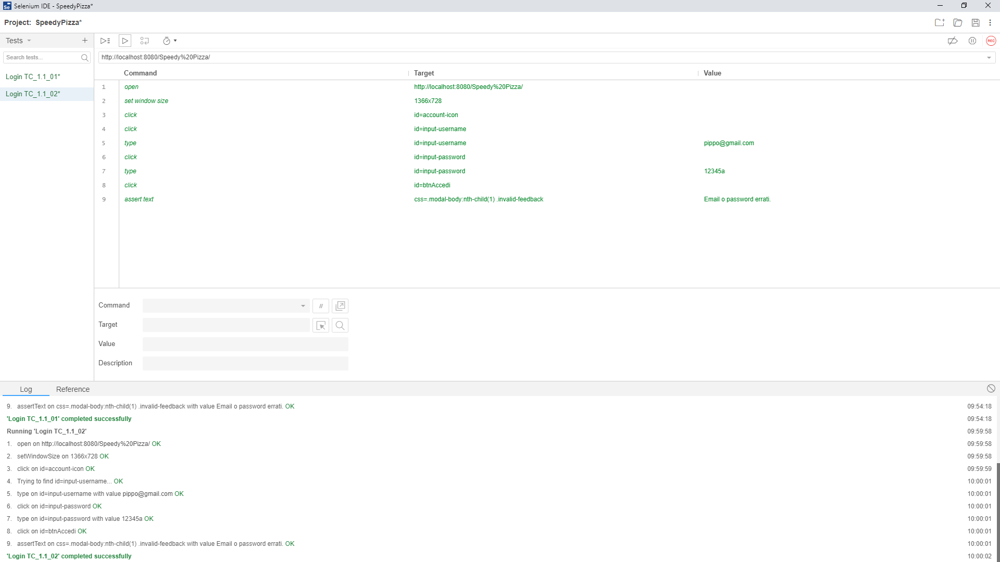 Selenium IDE - SpeedyPizza*
Project: SpeedyPizza*
Tests
Search tests...
Login TC_1.1_01*
Login TC_1.1_02*
REC
http://localhost:8080/Speedy%20Pizza/
Command Target Value
1 open http://localhost:8080/Speedy%20Pizza/
2 set window size 1366x728
3 click id=account-icon
4 click id=input-username
5 type id=input-username pippo@gmail.com
6 click id=input-password
7 type id=input-password 12345a
8 click id=btnAccedi
9 assert text css=.modal-body:nth-child(1) .invalid-feedback Email o password errati.
Command //
Target
Value
Description
Log Reference
9. assertText on css=.modal-body:nth-child(1) .invalid-feedback with value Email o password errati. OK 09:54:18
'Login TC_1.1_01' completed successfully 09:54:18
Running 'Login TC_1.1_02' 09:59:58
1. open on http://localhost:8080/Speedy%20Pizza/ OK 09:59:58
2. setWindowSize on 1366x728 OK 09:59:58
3. click on id=account-icon OK 09:59:59
4. Trying to find id=input-username... OK 10:00:01
5. type on id=input-username with value pippo@gmail.com OK 10:00:01
6. click on id=input-password OK 10:00:01
7. type on id=input-password with value 12345a OK 10:00:01
8. click on id=btnAccedi OK 10:00:01
9. assertText on css=.modal-body:nth-child(1) .invalid-feedback with value Email o password errati. OK 10:00:01
'Login TC_1.1_02' completed successfully 10:00:02